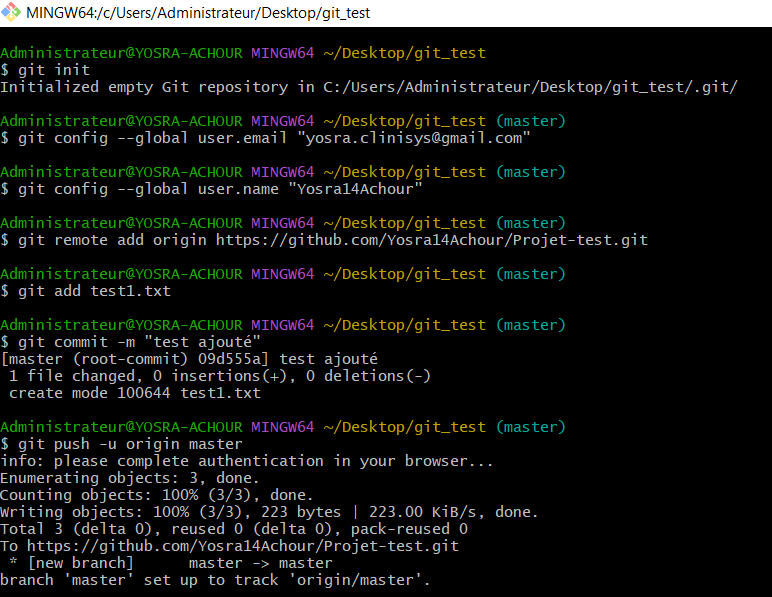 MINGW64:/c/Users/Administrateur/Desktop/git_test
Administrateur@YOSRA-ACHOUR MINGW64 ~/Desktop/git_test
$ git init
Initialized empty Git repository in C:/Users/Administrateur/Desktop/git_test/.git/
Administrateur@YOSRA-ACHOUR MINGW64 ~/Desktop/git_test (master)
$ git config --global user.email "yosra.clinisys@gmail.com"
Administrateur@YOSRA-ACHOUR MINGW64 ~/Desktop/git_test (master)
$ git config --global user.name "Yosra14Achour"
Administrateur@YOSRA-ACHOUR MINGW64 ~/Desktop/git_test (master)
$ git remote add origin https://github.com/Yosra14Achour/Projet-test.git
Administrateur@YOSRA-ACHOUR MINGW64 ~/Desktop/git_test (master)
$ git add test1.txt
Administrateur@YOSRA-ACHOUR MINGW64 ~/Desktop/git_test (master)
$ git commit -m "test ajouté"
[master (root-commit) 09d555a] test ajouté
 1 file changed, 0 insertions(+), 0 deletions(-)
 create mode 100644 test1.txt
Administrateur@YOSRA-ACHOUR MINGW64 ~/Desktop/git_test (master)
$ git push -u origin master
info: please complete authentication in your browser...
Enumerating objects: 3, done.
Counting objects: 100% (3/3), done.
Writing objects: 100% (3/3), 223 bytes | 223.00 KiB/s, done.
Total 3 (delta 0), reused 0 (delta 0), pack-reused 0
To https://github.com/Yosra14Achour/Projet-test.git
 * [new branch]      master -> master
branch 'master' set up to track 'origin/master'.